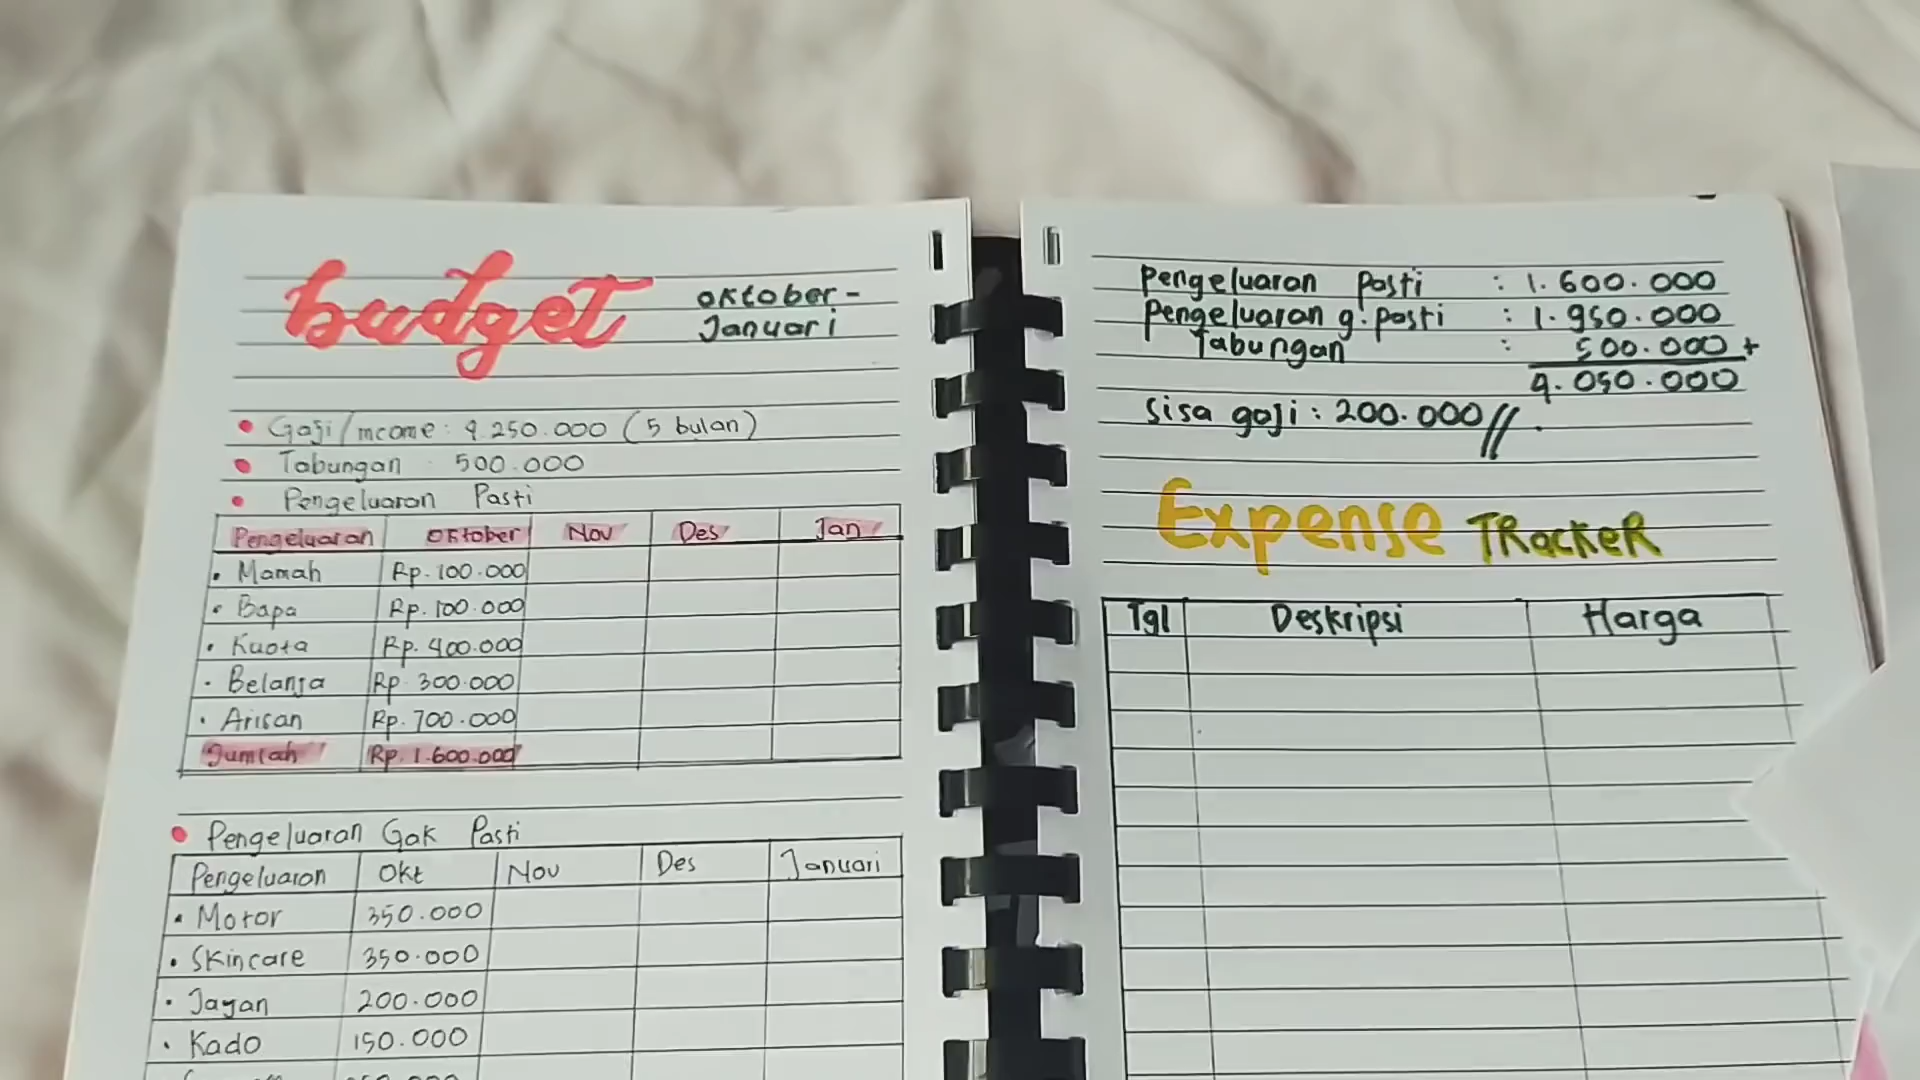 budget
oktober -
Januari
Gaji/income : 4.250.000 (5 bulan)
Tabungan : 500.000
Pengeluaran Pasti
Pengeluaran Oktober Nov Des Jan
• Mamah Rp. 100.000
• Bapa Rp. 100.000
• Kuota Rp. 400.000
• Belanja Rp. 300.000
• Arisan Rp. 700.000
Jumlah Rp. 1.600.000
Pengeluaran Gak Pasti
Pengeluaran Okt Nov Des Januari
• Motor 350.000
• Skincare 350.000
• Jajan 200.000
• Kado 150.000
Pengeluaran Pasti : 1.600.000
Pengeluaran g. pasti : 1.950.000
Tabungan : 500.000 +
4.050.000
Sisa gaji : 200.000 //.
Expense TRacKeR
Tgl Deskripsi Harga